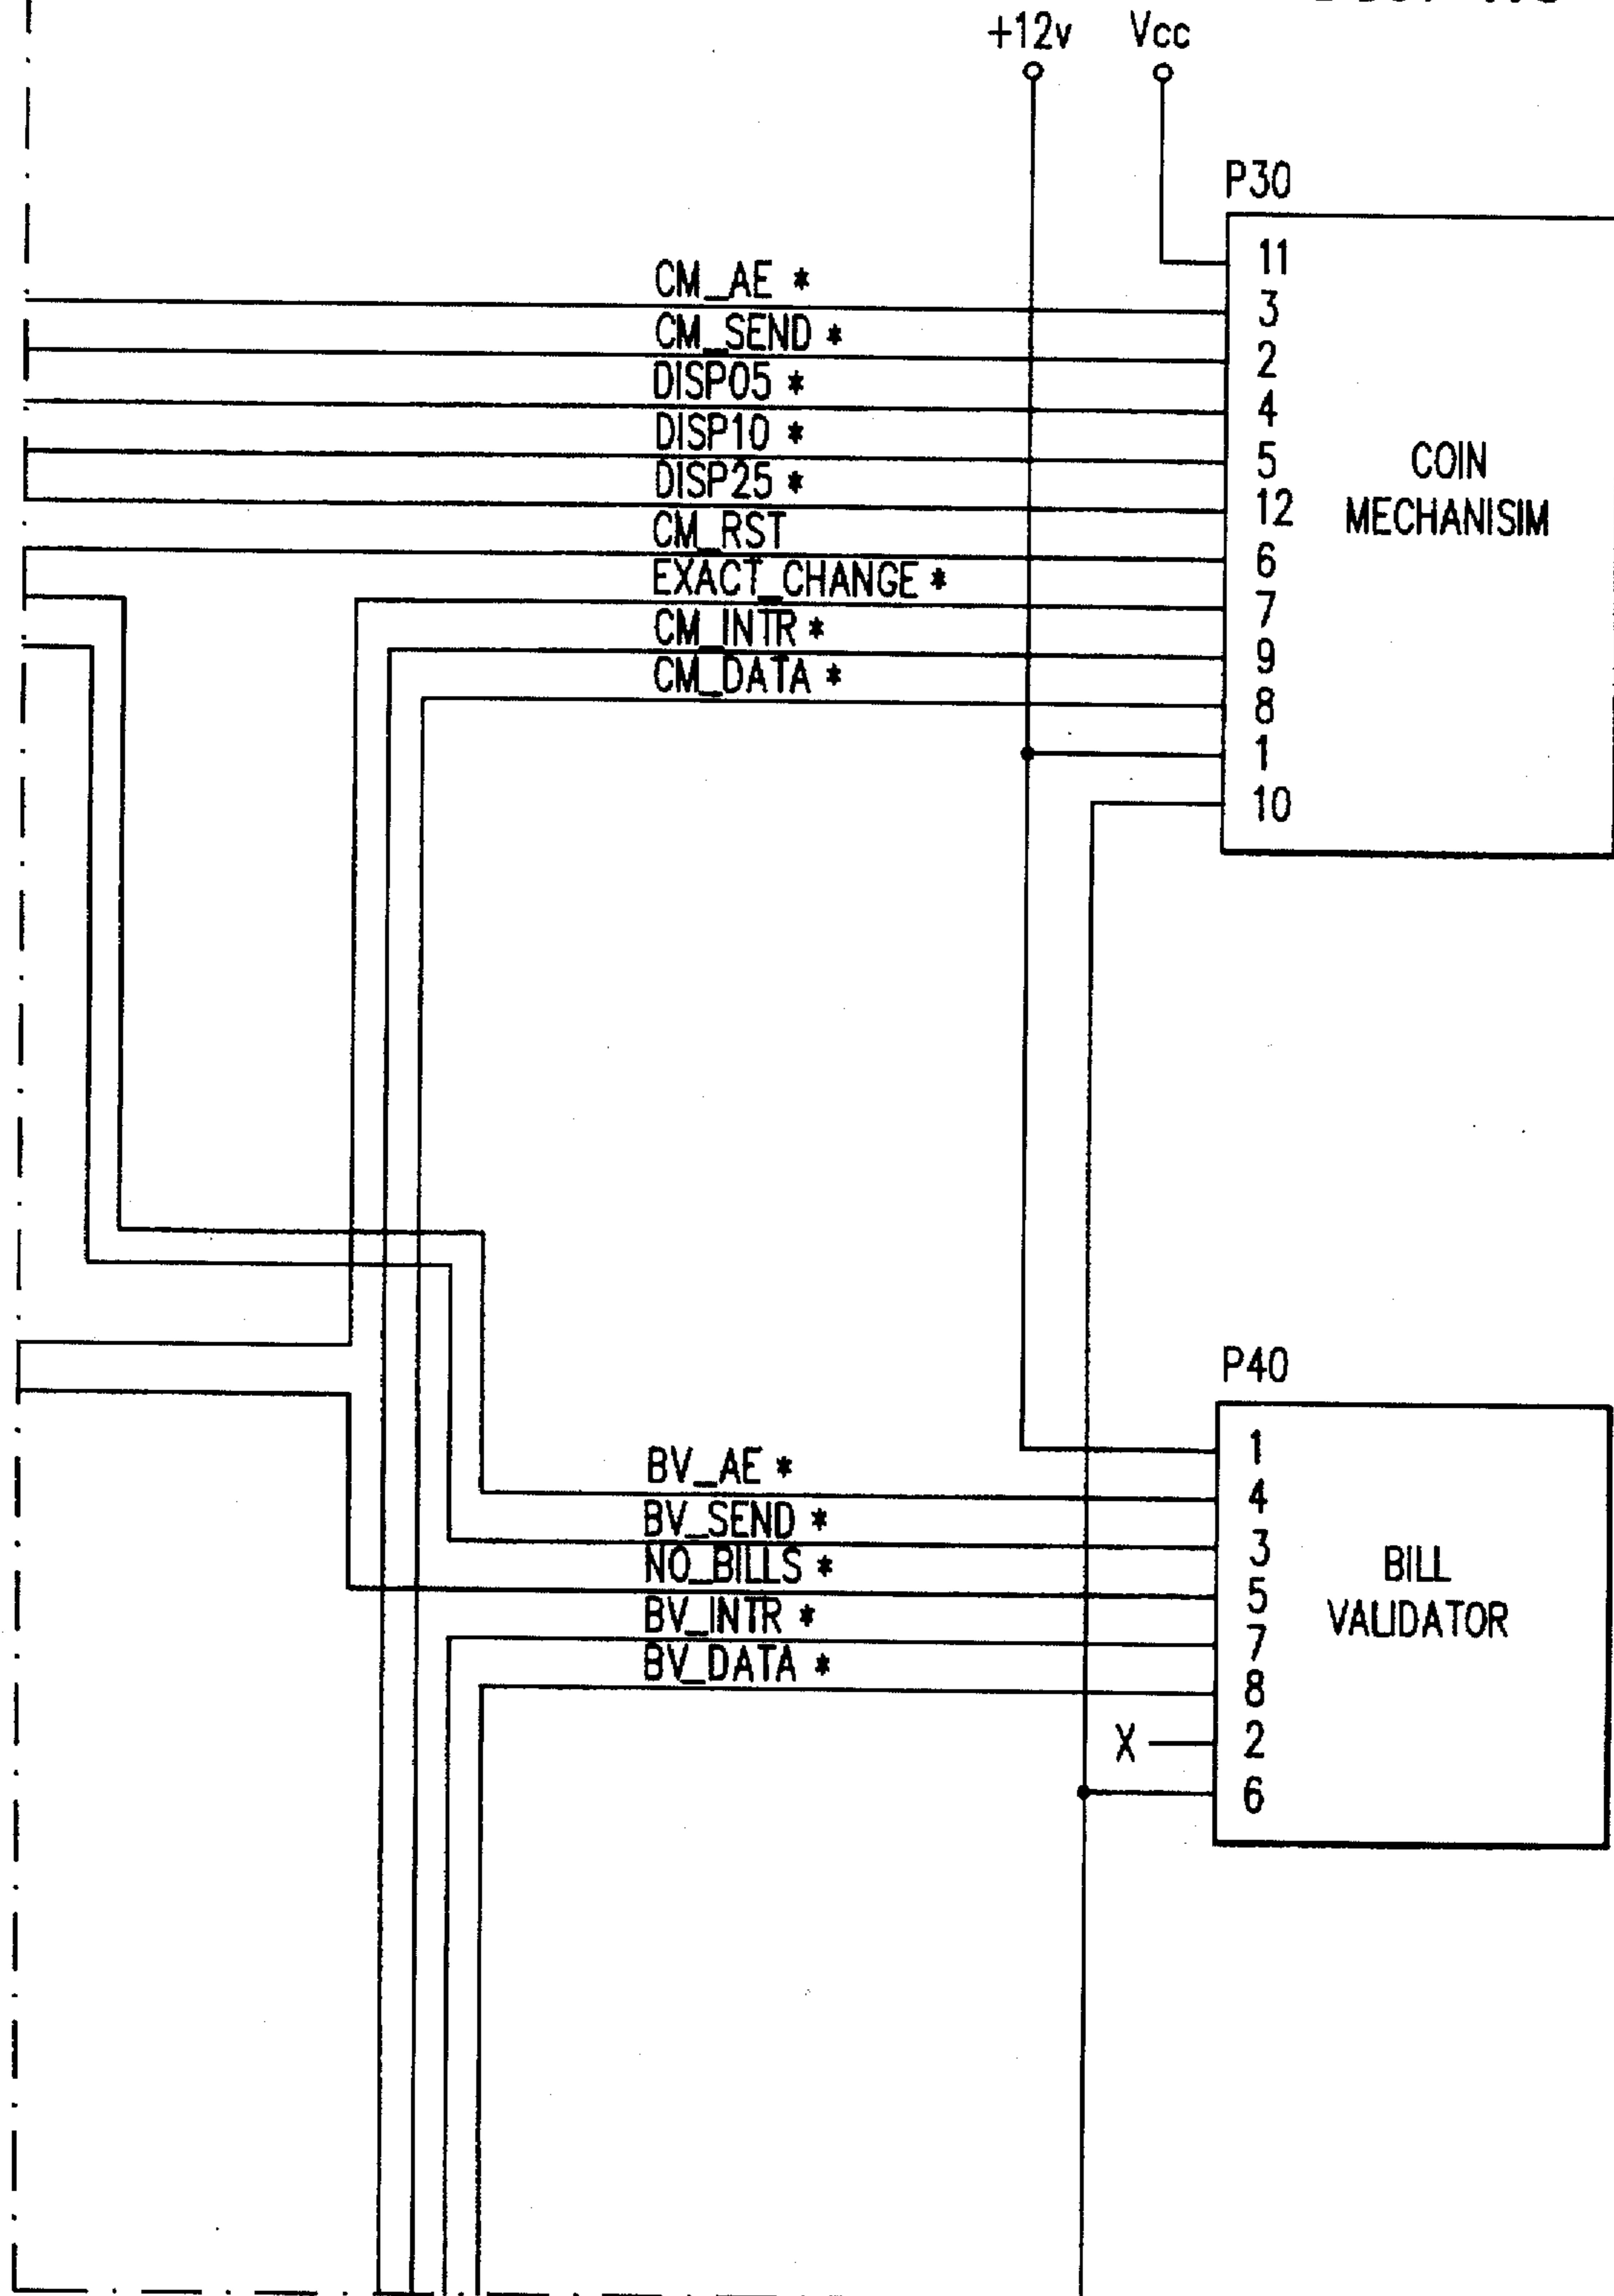 +12v Vcc
P30
11
CM_AE * 3
CM_SEND * 2
DISP05 * 4
DISP10 * 5
DISP25 * 12
CM_RST 6
EXACT_CHANGE * 7
CM_INTR * 9
CM_DATA * 8
1
10
COIN
MECHANISIM
P40
1
BV_AE * 4
BV_SEND * 3
NO_BILLS * 5
BV_INTR * 7
BV_DATA * 8
X 2
6
BILL
VALIDATOR